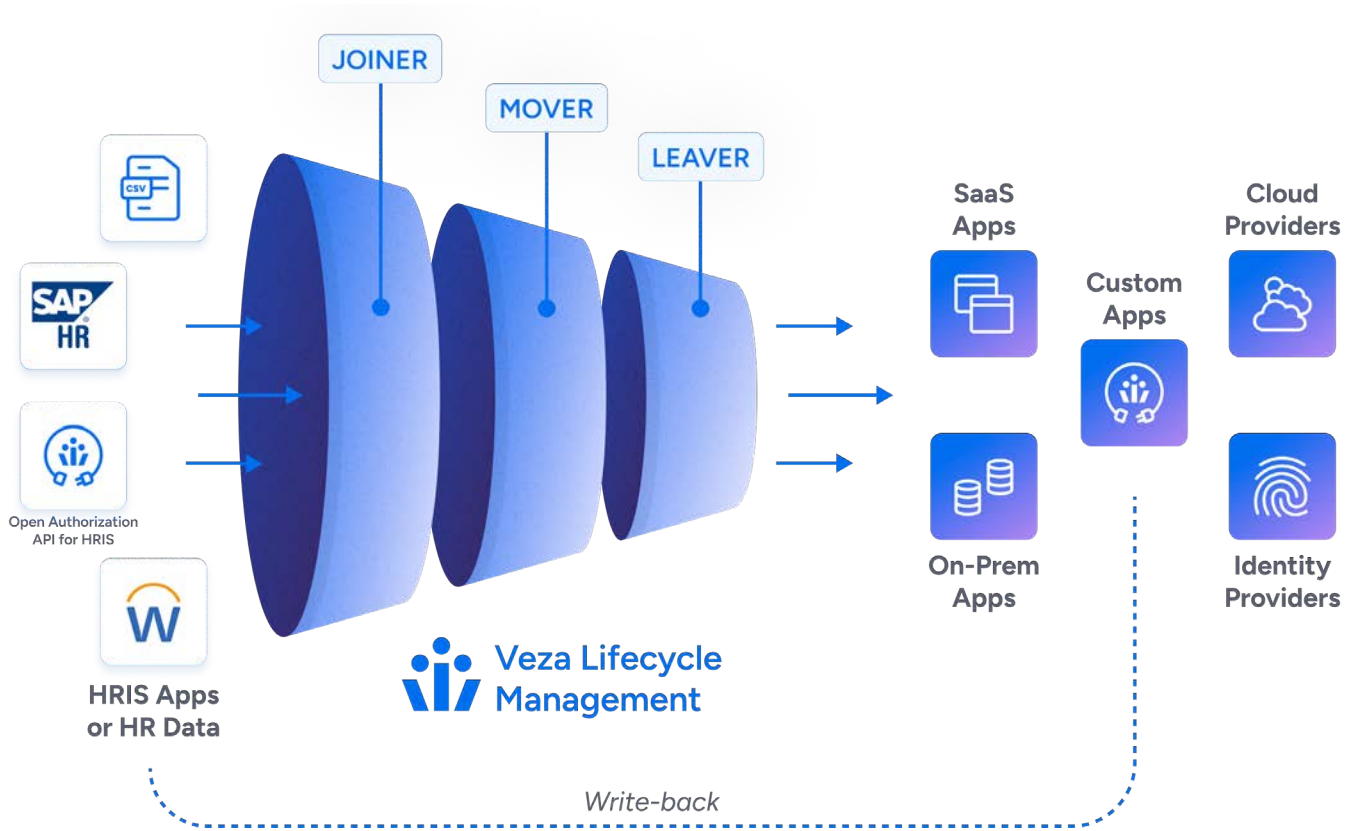 JOINER
MOVER
LEAVER
CSV
SAP
HR
Open Authorization
API for HRIS
W
HRIS Apps
or HR Data
Veza Lifecycle
Management
SaaS
Apps
Cloud
Providers
Custom
Apps
On-Prem
Apps
Identity
Providers
Write-back